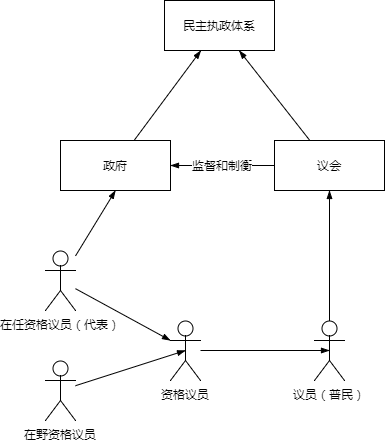 民主执政体系
政府
监督和制衡
议会
在任资格议员（代表）
资格议员
议员（普民）
在野资格议员